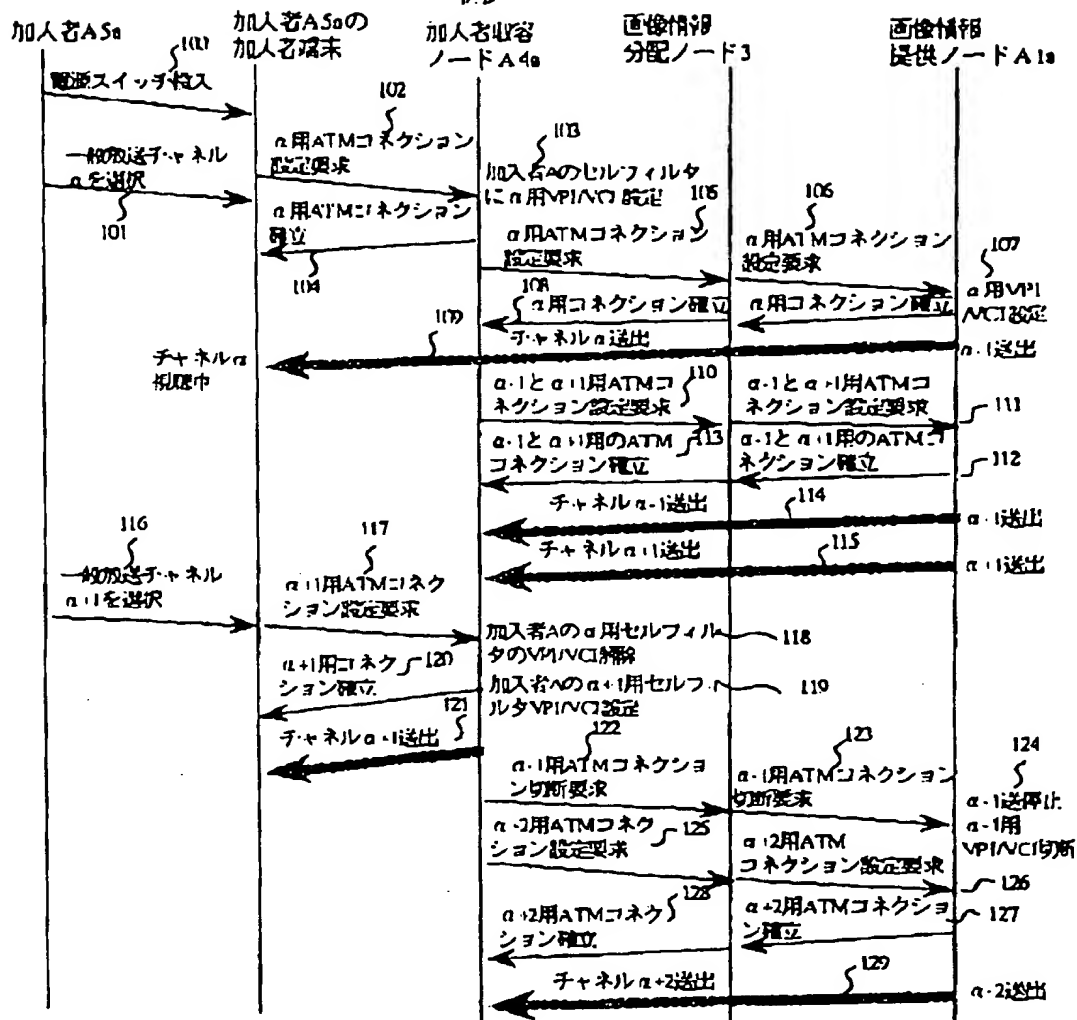 加入者A5a
加入者A5aの
加入者端末
加入者収容
ノードA4a
画像情報
分配ノード3
画像情報
提供ノードA1a
100
電源スイッチ投入
102
α用ATMコネクション
設定要求
103
加入者Aのセルフィルタ
にα用VPI/VCI設定
一般放送チャネル
αを選択
101
α用ATMコネクション
確立
104
105
α用ATMコネクション
設定要求
106
α用ATMコネクション
設定要求
107
α用VPI
/VCI設定
108
α用コネクション確立
α用コネクション確立
109
チャネルα送出
α-1送出
チャネルα
視聴中
110
α-1とα+1用ATMコ
ネクション設定要求
α-1とα+1用ATMコ
ネクション設定要求
111
α-1とα+1用のATM
コネクション確立
113
α-1とα+1用のATMコ
ネクション確立
112
チャネルα-1送出
114
α-1送出
チャネルα+1送出
115
α+1送出
116
一般放送チャネル
α+1を選択
117
α+1用ATMコネク
ション設定要求
加入者Aのα用セルフィル
タのVPI/VCI解除
118
α+1用コネク
ション確立
120
加入者Aのα+1用セルフィ
ルタVPI/VCI設定
119
チャネルα+1送出
121
122
α-1用ATMコネクショ
ン切断要求
123
α-1用ATMコネクション
切断要求
124
α-1送停止
α-1用
VPI/VCI切断
α+2用ATMコネク
ション設定要求
125
α+2用ATM
コネクション設定要求
126
128
α+2用ATMコネク
ション確立
α+2用ATMコネクショ
ン確立
127
チャネルα+2送出
129
α-2送出